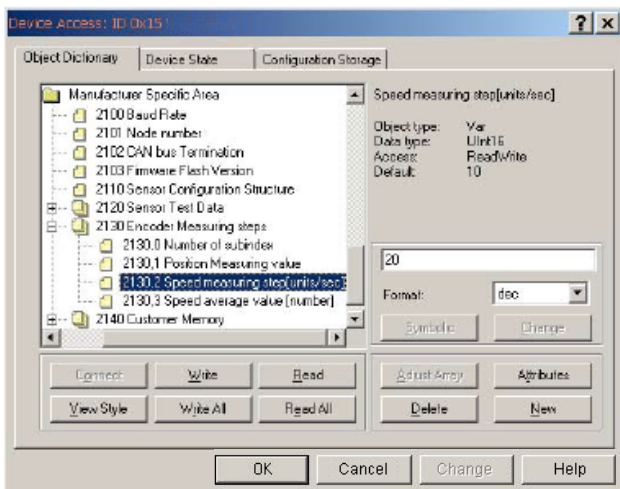 Device Access: ID 0x15
Object Dictionary
Device State
Configuration Storage
Manufacturer Specific Area
2100 Baud Rate
2101 Node number
2102 CAN bus Termination
2103 Firmware Flash Version
2110 Sensor Configuration Structure
2120 Sensor Test Data
2130 Encoder Measuring steps
2130,0 Number of subindex
2130,1 Position Measuring value
2130,2 Speed measuring step[units/sec]
2130,3 Speed average value [number]
2140 Customer Memory
Speed measuring step[units/sec]
Object type: Var
Data type: UInt16
Access: ReadWrite
Default: 10
20
Format: dec
Symbolic
Change
Connect
Write
Read
Adjust Array
Attributes
View Style
Write All
Read All
Delete
New
OK
Cancel
Change
Help